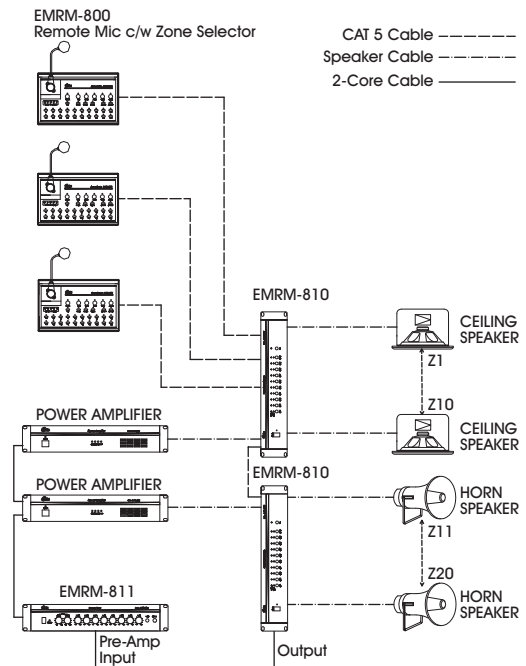 EMRM-800
Remote Mic c/w Zone Selector
CAT 5 Cable
Speaker Cable
2-Core Cable
EMRM-810
CEILING
SPEAKER
Z1
Z10
POWER AMPLIFIER
CEILING
SPEAKER
EMRM-810
POWER AMPLIFIER
HORN
SPEAKER
Z11
Z20
EMRM-811
HORN
SPEAKER
Pre-Amp
Input
Output